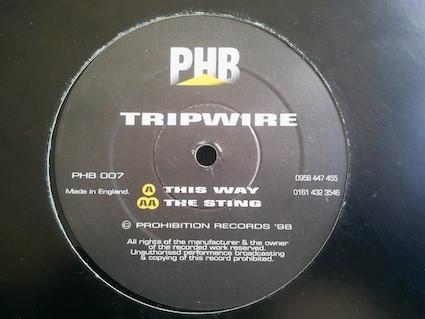 PHB
TRIPWIRE
PHB 007
Made in England.
A THIS WAY
AA THE STING
0958 447 455
0161 432 3546
© PROHIBITION RECORDS '98
All rights of the manufacturer & the owner
of the recorded work reserved.
Unauthorised performance broadcasting
& copying of this record prohibited.